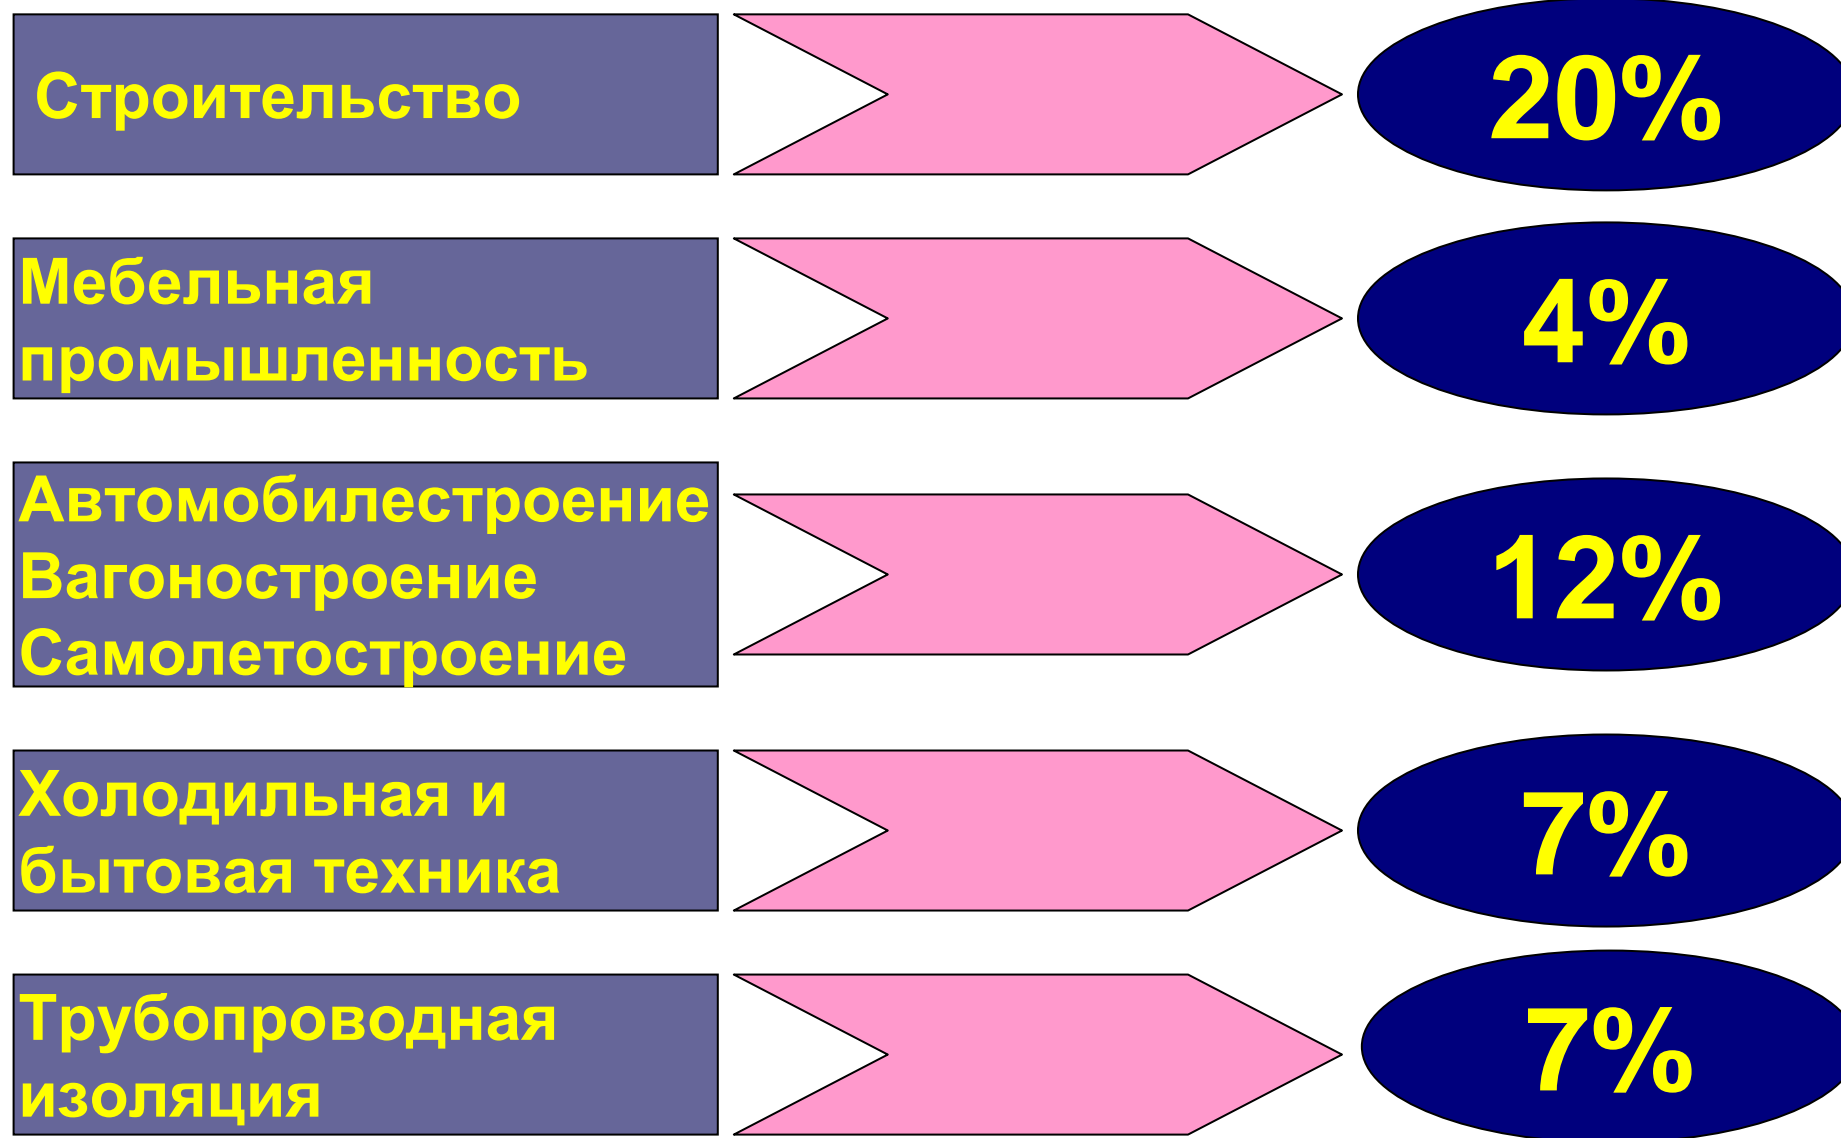 Строительство
20%
Мебельная
промышленность
4%
Автомобилестроение
Вагоностроение
Самолетостроение
12%
Холодильная и
бытовая техника
7%
Трубопроводная
изоляция
7%